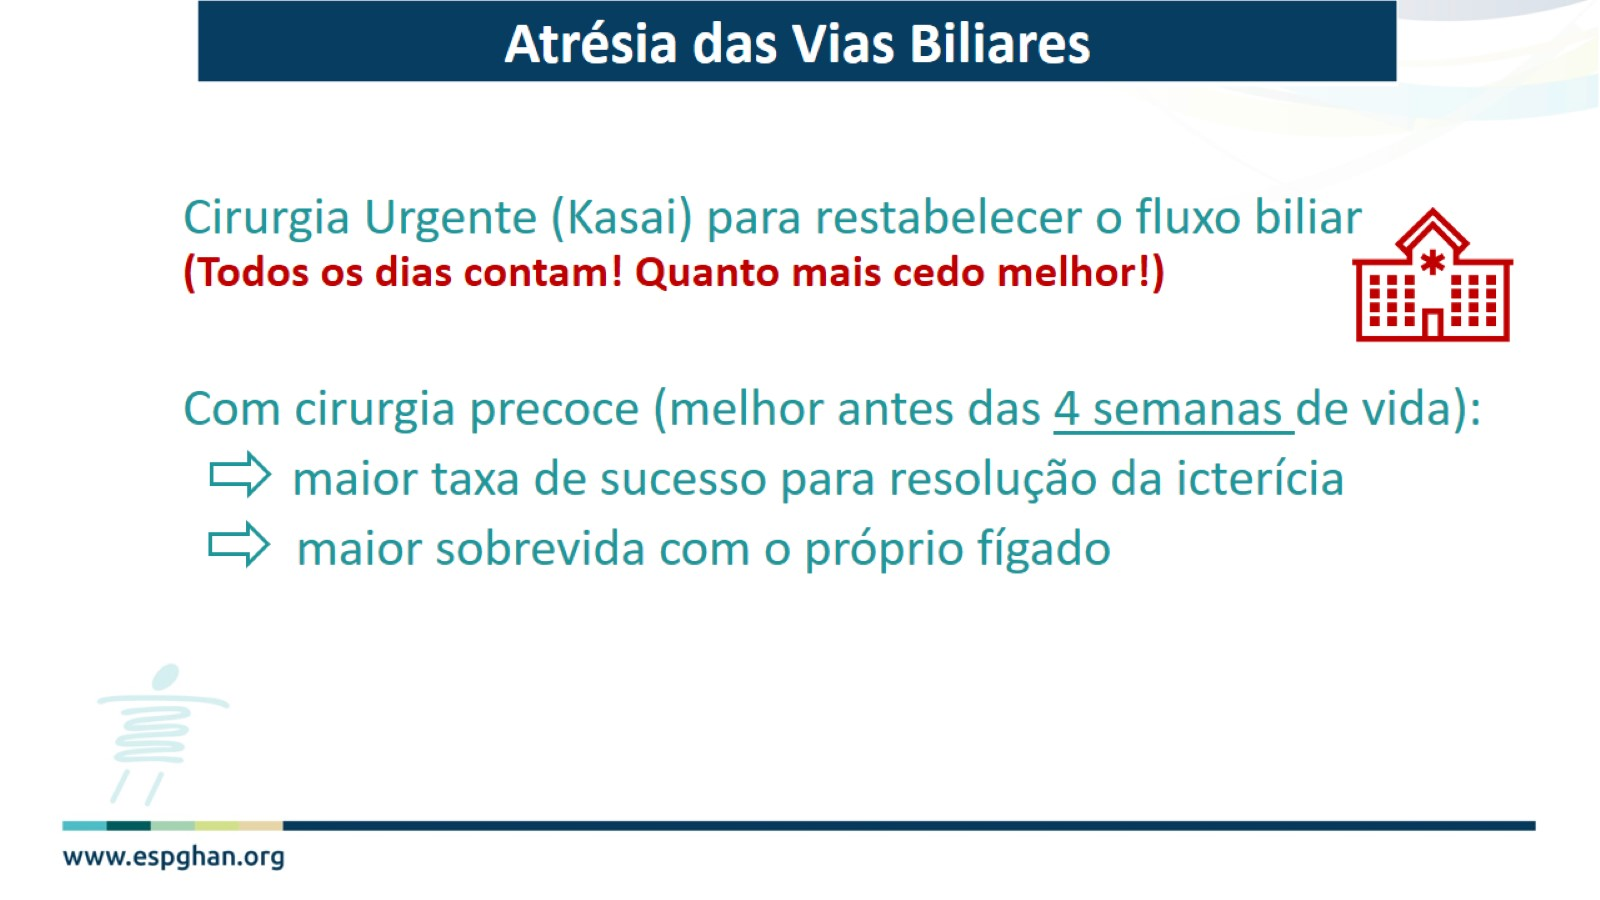 Atrésia das Vias Biliares
Cirurgia Urgente (Kasai) para restabelecer o fluxo biliar
(Todos os dias contam! Quanto mais cedo melhor!)
Com cirurgia precoce (melhor antes das 4 semanas de vida):
maior taxa de sucesso para resolução da icterícia
maior sobrevida com o próprio fígado
www.espghan.org